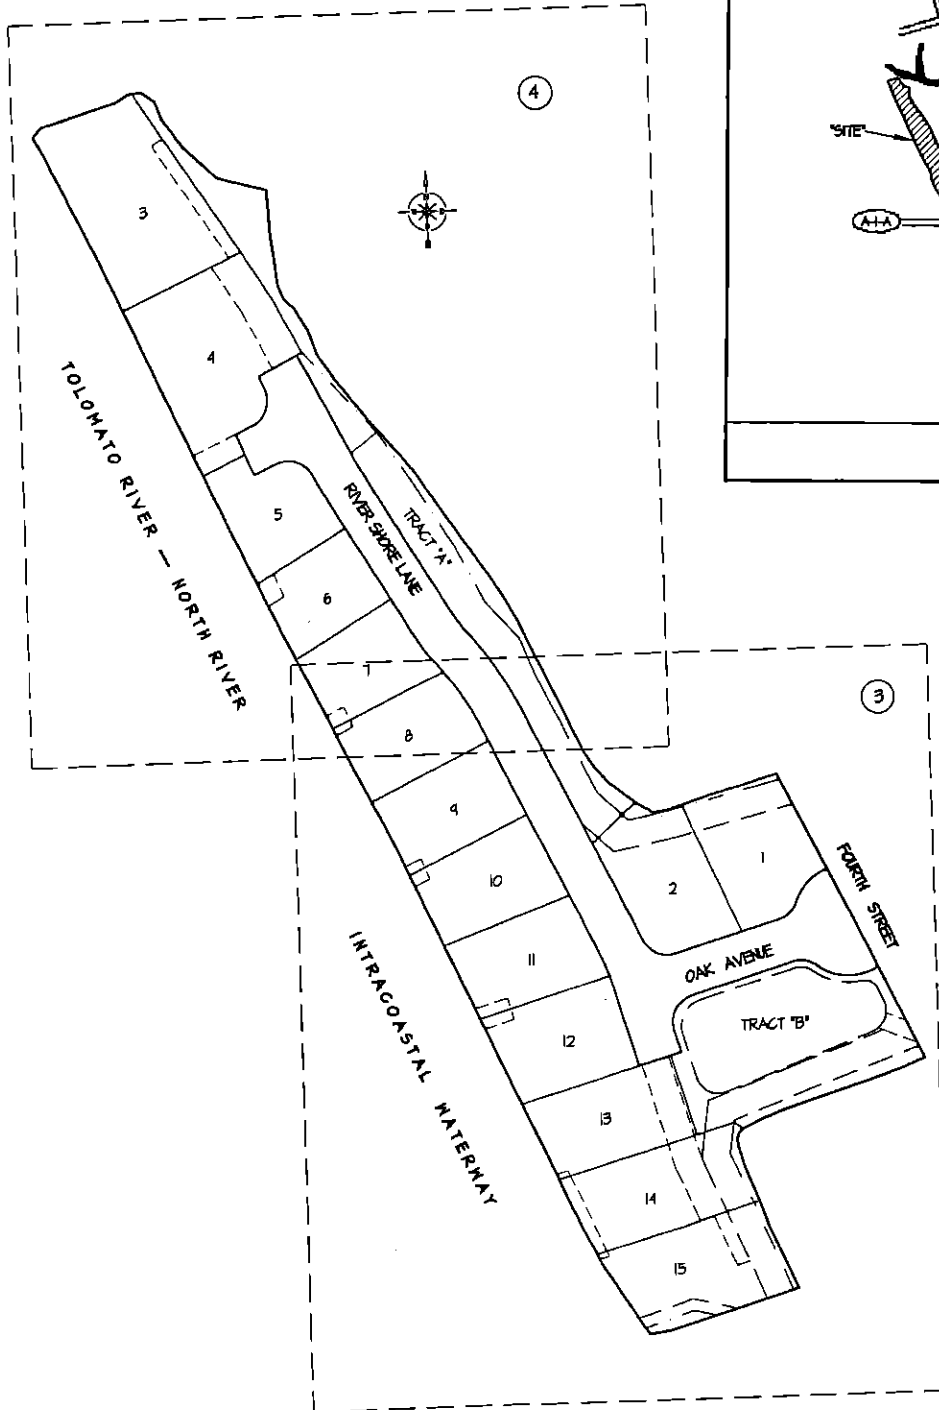 4
"SITE"
A-1-A
3
4
TOLOMATO RIVER — NORTH RIVER
5
RIVER SHORE LANE
TRACT "A"
6
7
3
8
9
10
2
1
FOURTH STREET
11
OAK AVENUE
INTRACOASTAL WATERWAY
12
TRACT "B"
13
14
15